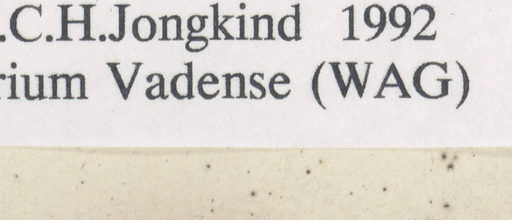 .C.H.Jongkind 1992
rium Vadense (WAG)